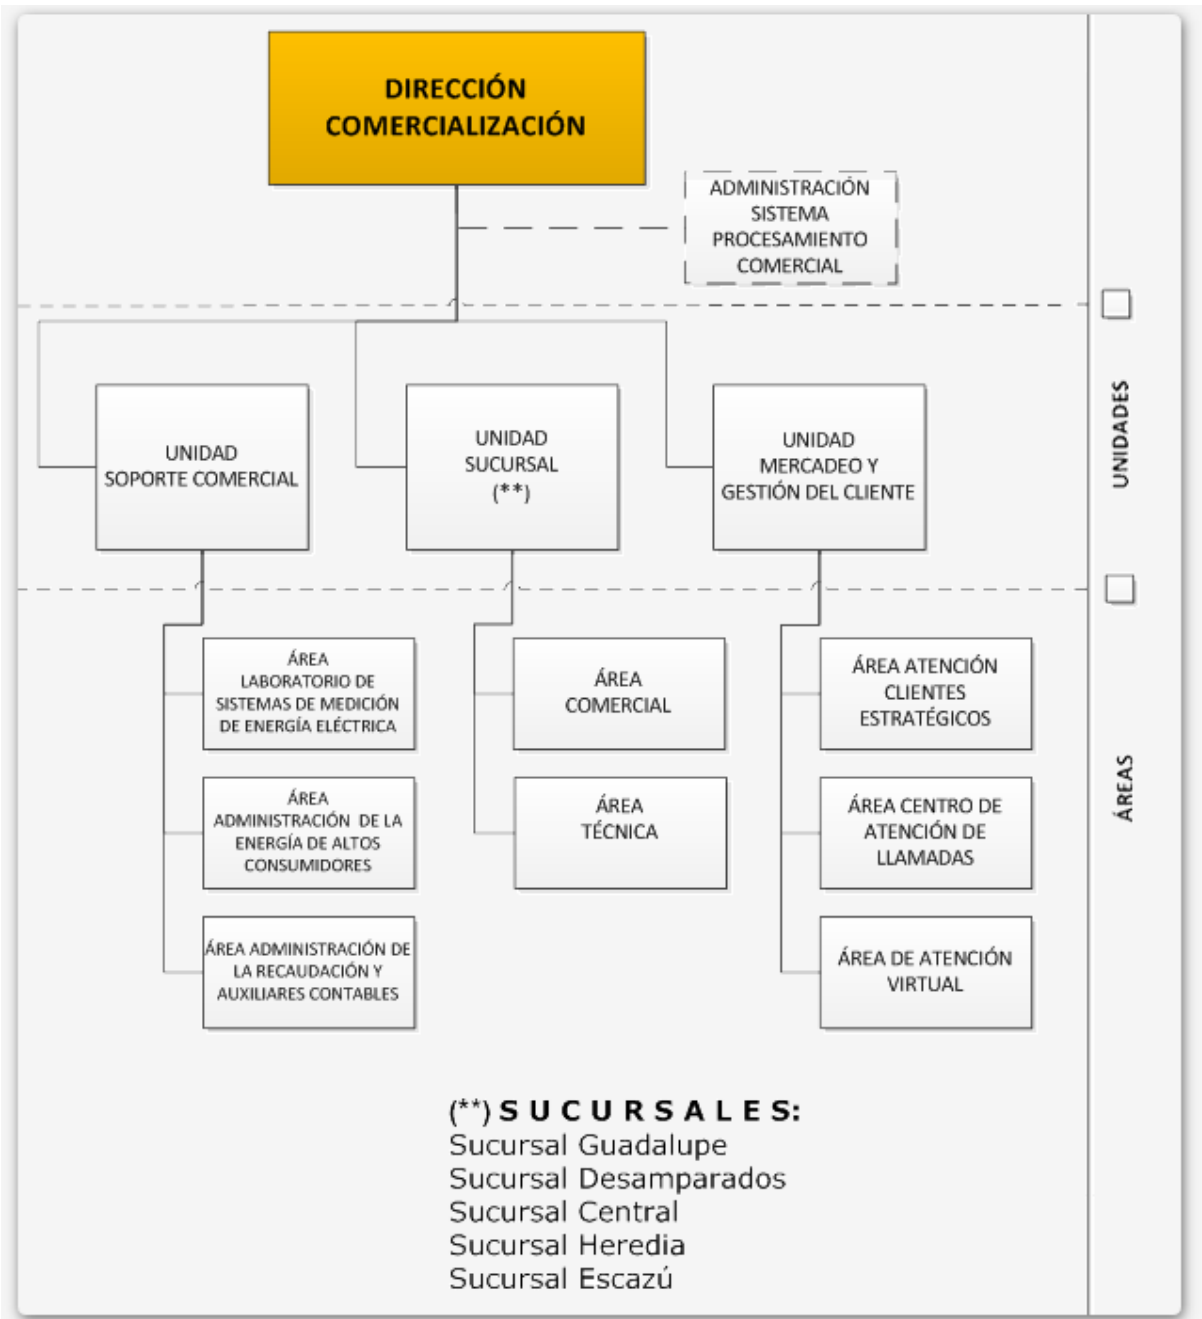 DIRECCIÓN
COMERCIALIZACIÓN
ADMINISTRACIÓN
SISTEMA
PROCESAMIENTO
COMERCIAL
UNIDADES
UNIDAD
SOPORTE COMERCIAL
UNIDAD
SUCURSAL
(**)
UNIDAD
MERCADEO Y
GESTIÓN DEL CLIENTE
ÁREAS
ÁREA
LABORATORIO DE
SISTEMAS DE MEDICIÓN
DE ENERGÍA ELÉCTRICA
ÁREA
ADMINISTRACIÓN DE LA
ENERGÍA DE ALTOS
CONSUMIDORES
ÁREA ADMINISTRACIÓN DE
LA RECAUDACIÓN Y
AUXILIARES CONTABLES
ÁREA
COMERCIAL
ÁREA
TÉCNICA
ÁREA ATENCIÓN
CLIENTES
ESTRATÉGICOS
ÁREA CENTRO DE
ATENCIÓN DE
LLAMADAS
ÁREA DE ATENCIÓN
VIRTUAL
(**) S U C U R S A L E S:
Sucursal Guadalupe
Sucursal Desamparados
Sucursal Central
Sucursal Heredia
Sucursal Escazú